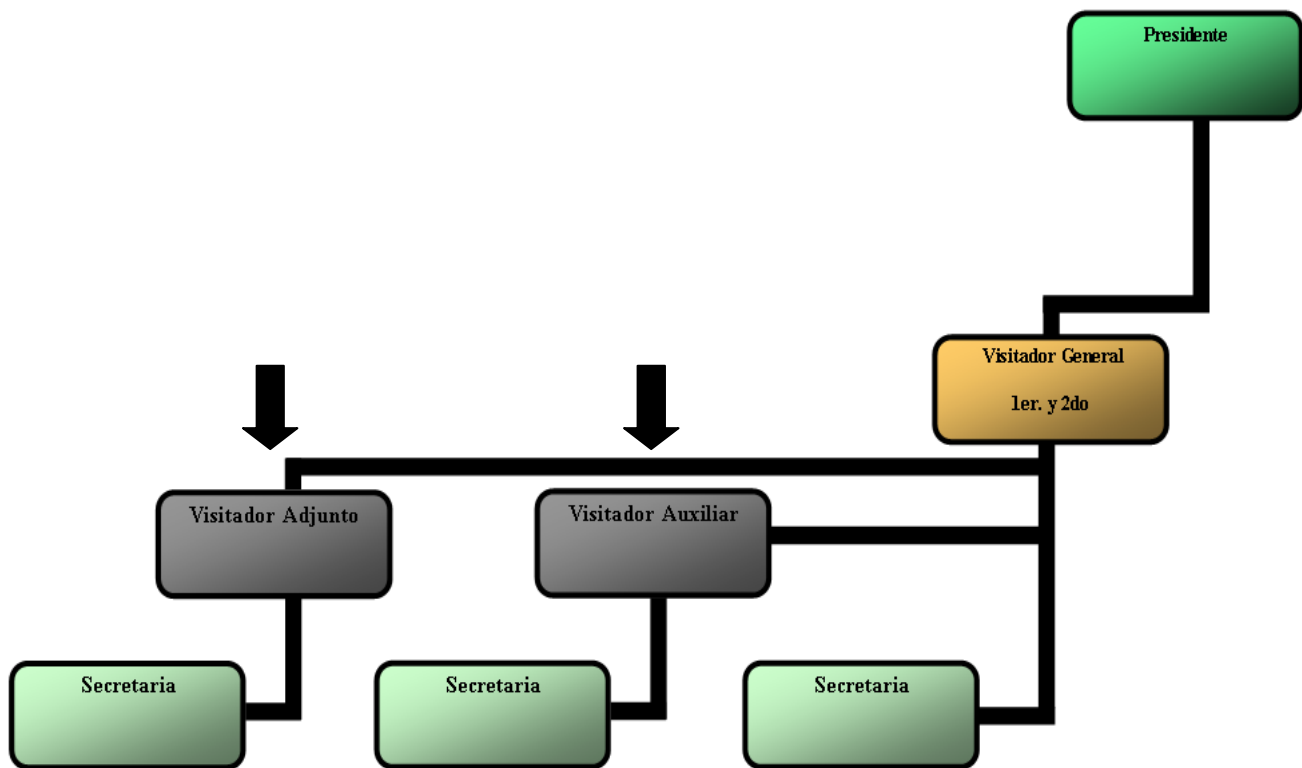 Presidente
Visitador General
1er. y 2do
Visitador Adjunto
Visitador Auxiliar
Secretaria
Secretaria
Secretaria